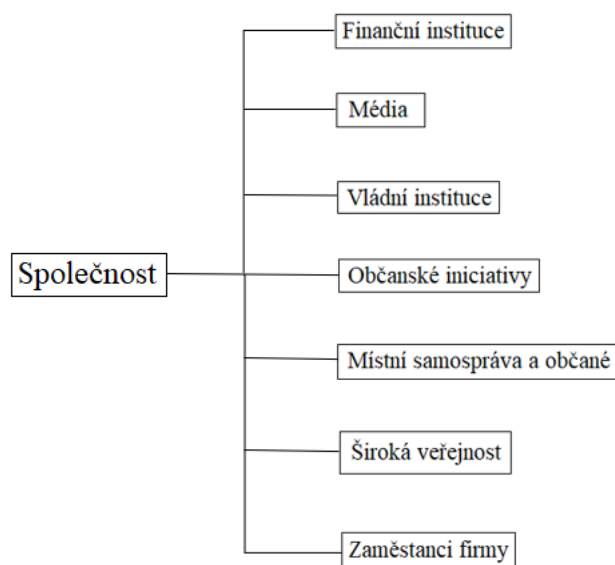 Finanční instituce
Média
Vládní instituce
Společnost
Občanské iniciativy
Místní samospráva a občané
Široká veřejnost
Zaměstanci firmy